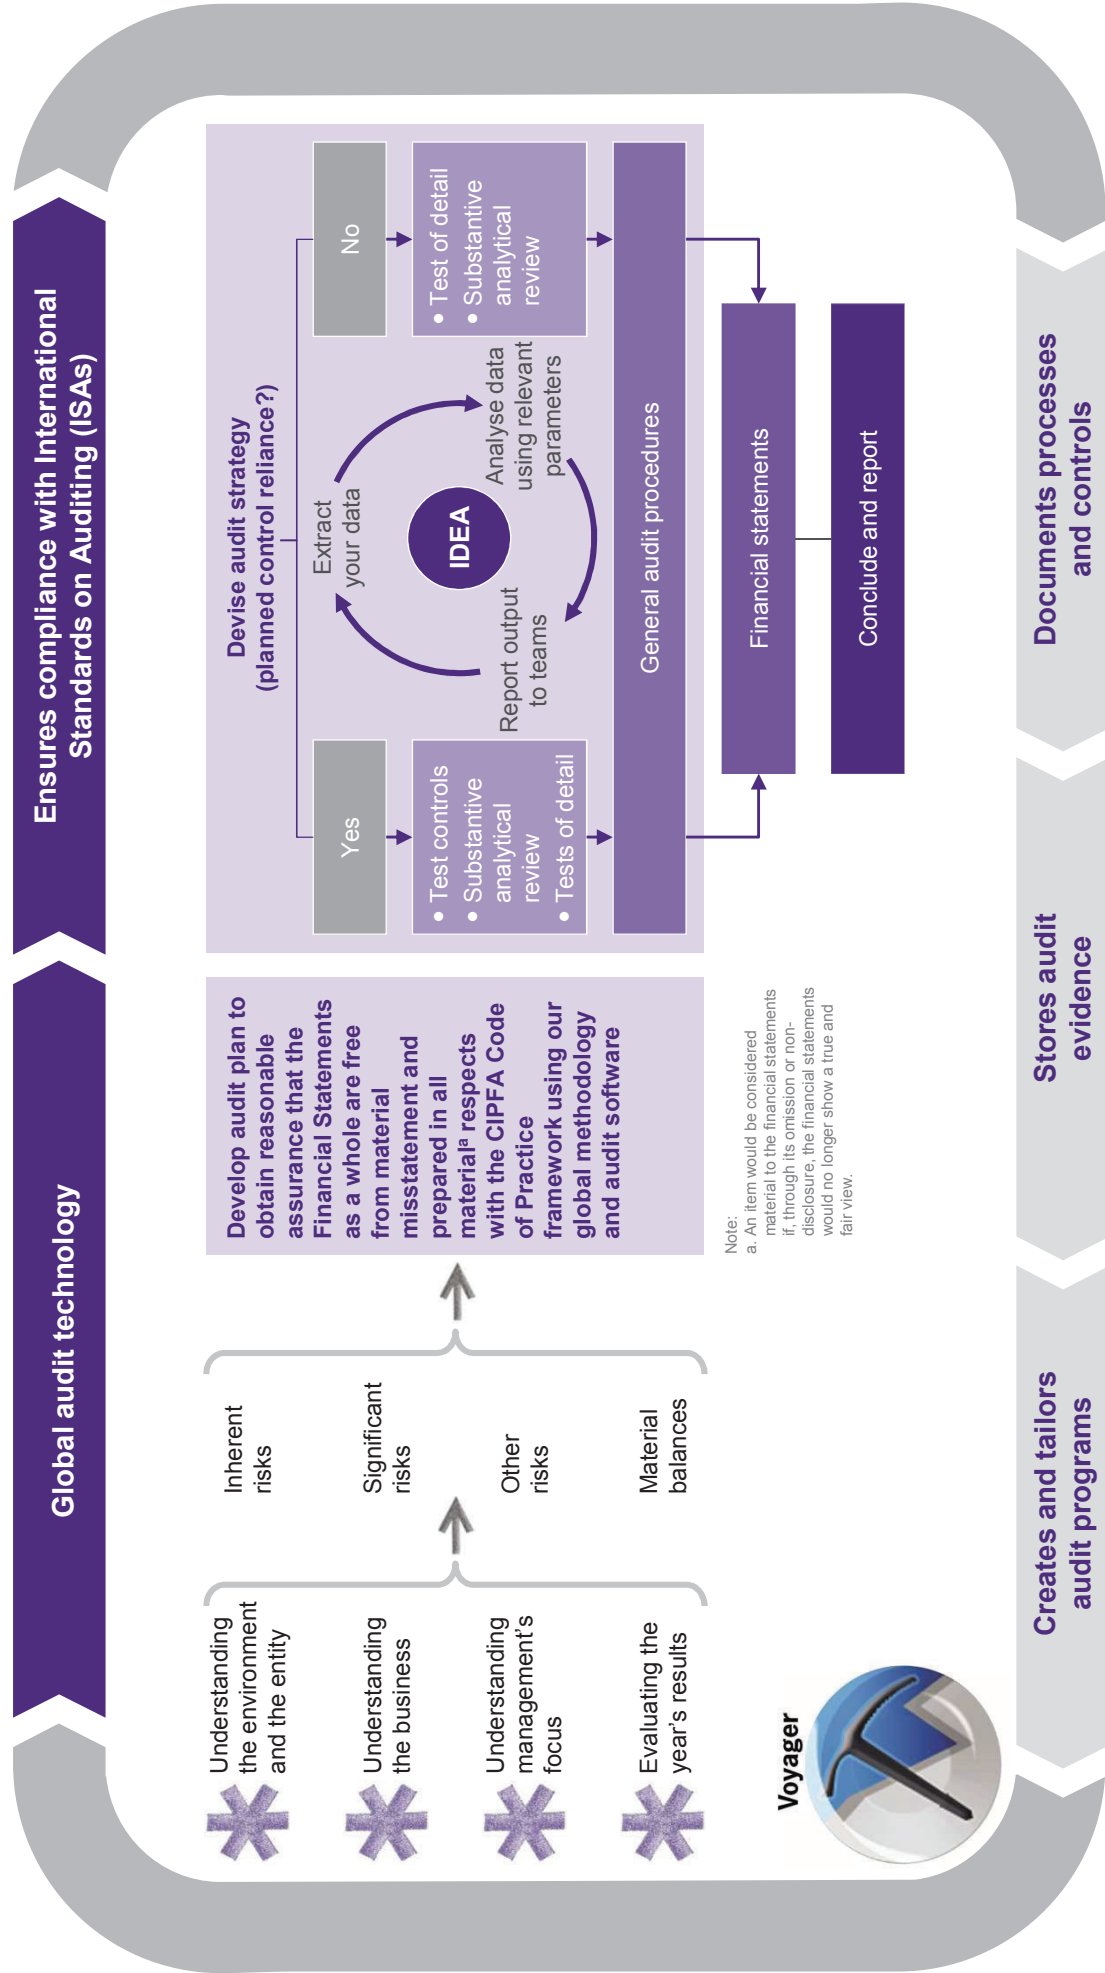 Global audit technology
Ensures compliance with International
Standards on Auditing (ISAs)
Understanding
the environment
and the entity
Understanding
the business
Understanding
management's
focus
Evaluating the
year's results
Inherent
risks
Significant
risks
Other
risks
Material
balances
Develop audit plan to
obtain reasonable
assurance that the
Financial Statements
as a whole are free
from material
misstatement and
prepared in all
materialᵃ respects
with the CIPFA Code
of Practice
framework using our
global methodology
and audit software
Note:
a. An item would be considered
material to the financial statements
if, through its omission or non-
disclosure, the financial statements
would no longer show a true and
fair view.
Devise audit strategy
(planned control reliance?)
Yes
No
• Test controls
• Substantive
analytical
review
• Tests of detail
Extract
your data
IDEA
Analyse data
using relevant
parameters
Report output
to teams
• Test of detail
• Substantive
analytical
review
General audit procedures
Financial statements
Conclude and report
Voyager
Creates and tailors
audit programs
Stores audit
evidence
Documents processes
and controls